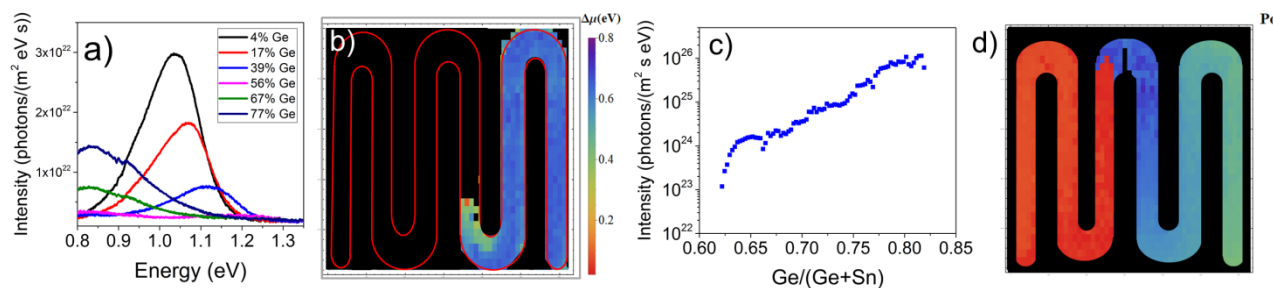 a)
Intensity (photons/(m² eV s))
3x10²²
2x10²²
1x10²²
0.8 0.9 1.0 1.1 1.2 1.3
Energy (eV)
4% Ge
17% Ge
39% Ge
56% Ge
67% Ge
77% Ge
b)
Δμ(eV)
0.8
0.6
0.4
0.2
c)
Intensity (photons/(m² s eV)
10²⁶
10²⁵
10²⁴
10²³
10²²
0.60 0.65 0.70 0.75 0.80 0.85
Ge/(Ge+Sn)
d)